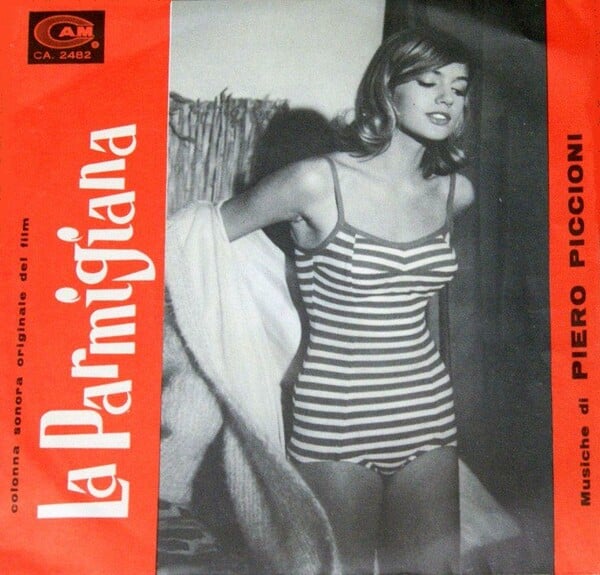 CAM
CA. 2482
colonna sonora originale del film
La Parmigiana
Musiche di PIERO PICCIONI